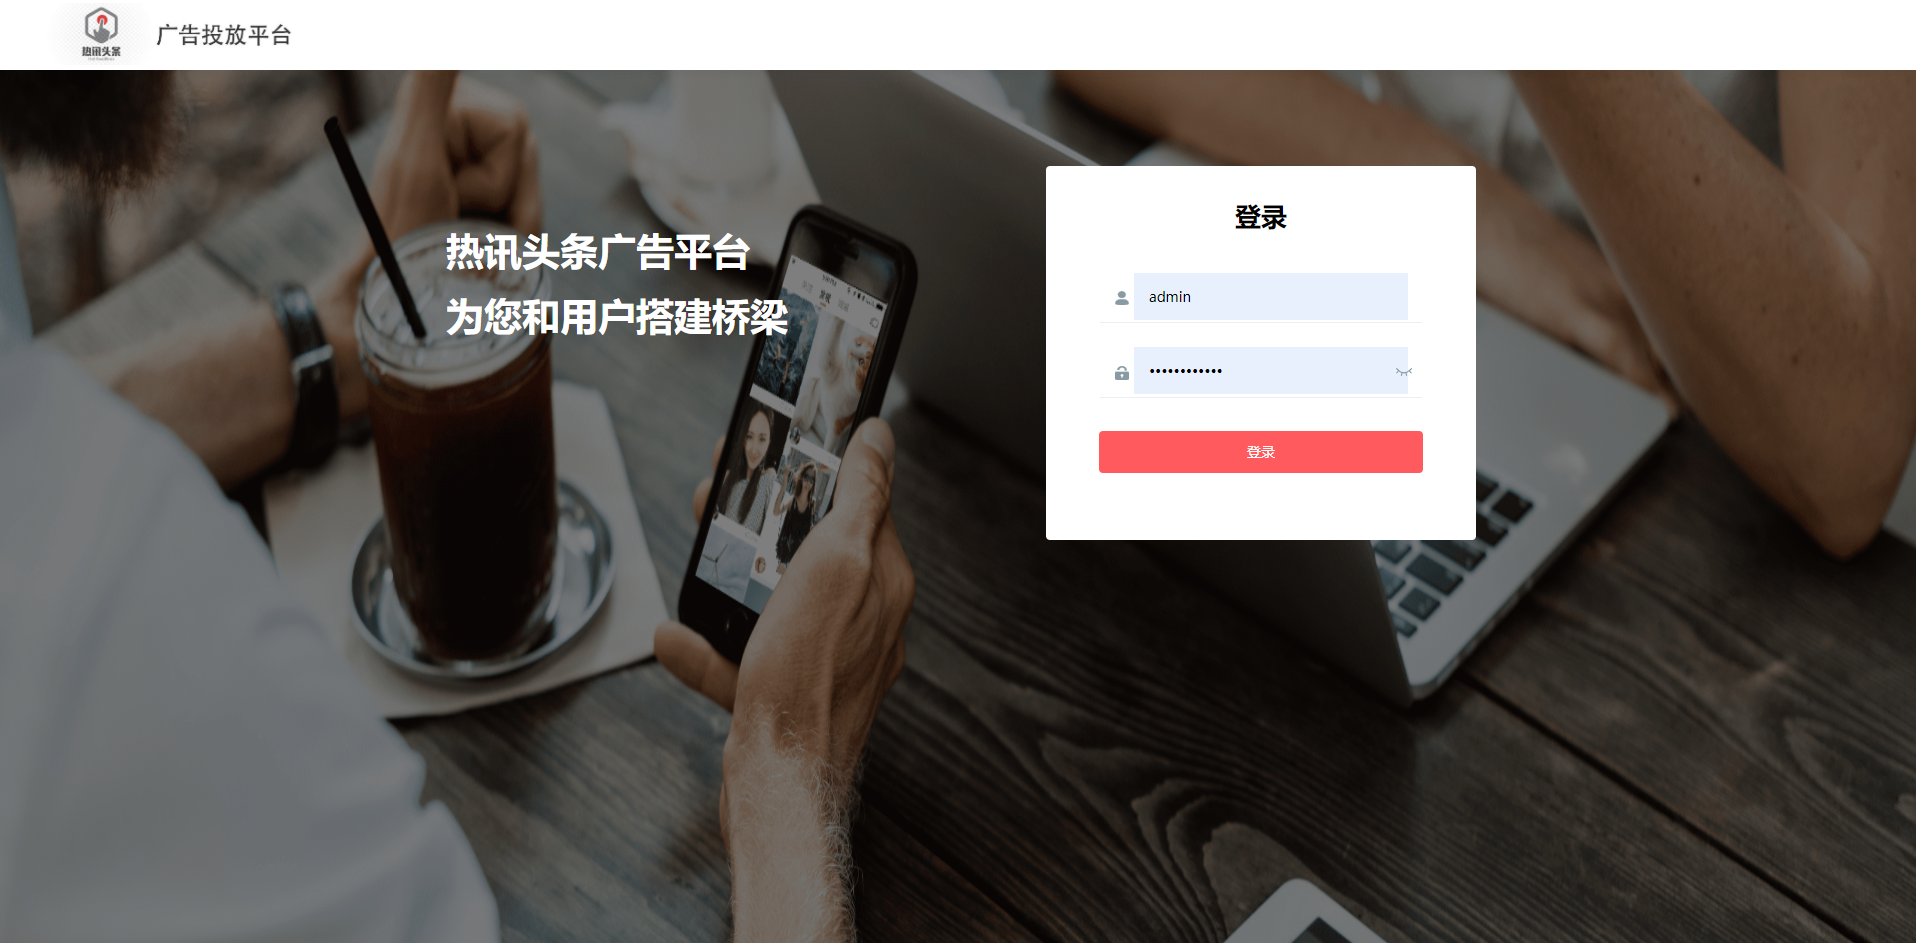 热讯头条
广告投放平台
热讯头条广告平台
为您和用户搭建桥梁
登录
admin
••••••••••••
登录